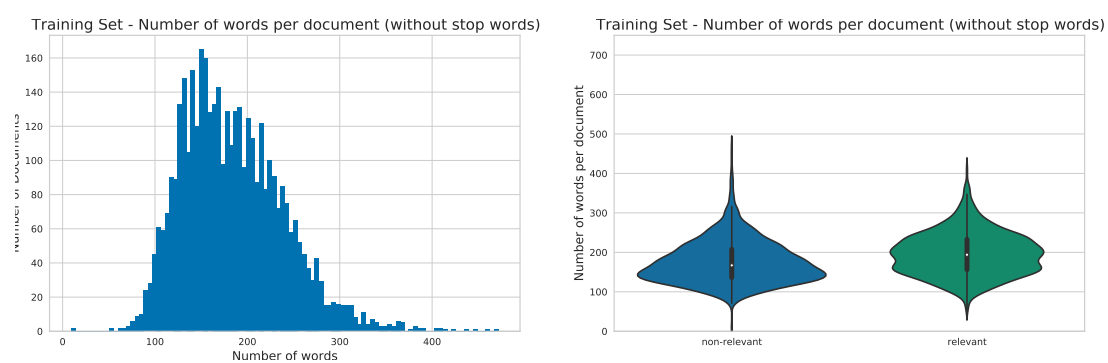 Training Set - Number of words per document (without stop words)
160
140
120
100
80
60
40
20
0
Number of Documents
0 100 200 300 400
Number of words
Training Set - Number of words per document (without stop words)
700
600
500
400
300
200
100
0
Number of words per document
non-relevant relevant